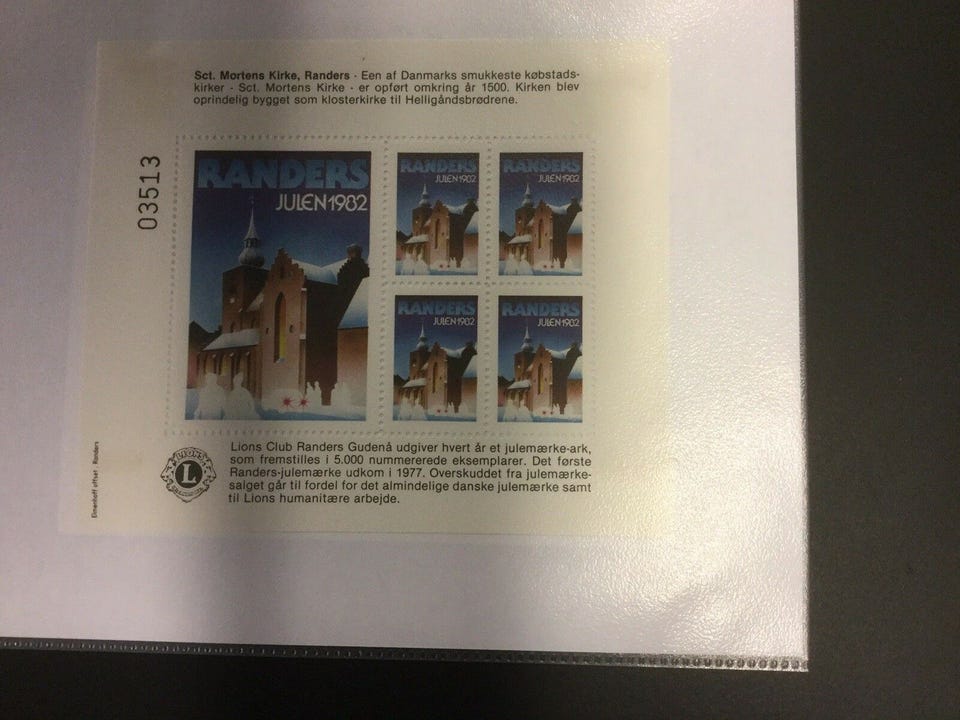 Sct. Mortens Kirke, Randers · Een af Danmarks smukkeste købstads-
kirker · Sct. Mortens Kirke · er opført omkring år 1500. Kirken blev
oprindelig bygget som klosterkirke til Helligåndsbrødrene.
03513
RANDERS
JULEN 1982
RANDERS
JULEN 1982
RANDERS
JULEN 1982
RANDERS
JULEN 1982
RANDERS
JULEN 1982
Lions Club Randers Gudenå udgiver hvert år et julemærke-ark,
som fremstilles i 5.000 nummererede eksemplarer. Det første
Randers-julemærke udkom i 1977. Overskuddet fra julemærke-
salget går til fordel for det almindelige danske julemærke samt
til Lions humanitære arbejde.
LIONS
L
offset · Randers